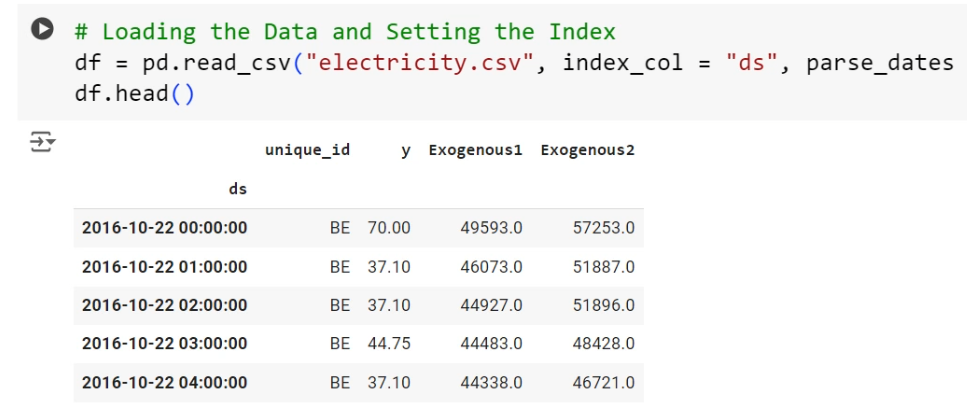 # Loading the Data and Setting the Index
df = pd.read_csv("electricity.csv", index_col = "ds", parse_dates
df.head()
unique_id y Exogenous1 Exogenous2
ds
2016-10-22 00:00:00 BE 70.00 49593.0 57253.0
2016-10-22 01:00:00 BE 37.10 46073.0 51887.0
2016-10-22 02:00:00 BE 37.10 44927.0 51896.0
2016-10-22 03:00:00 BE 44.75 44483.0 48428.0
2016-10-22 04:00:00 BE 37.10 44338.0 46721.0